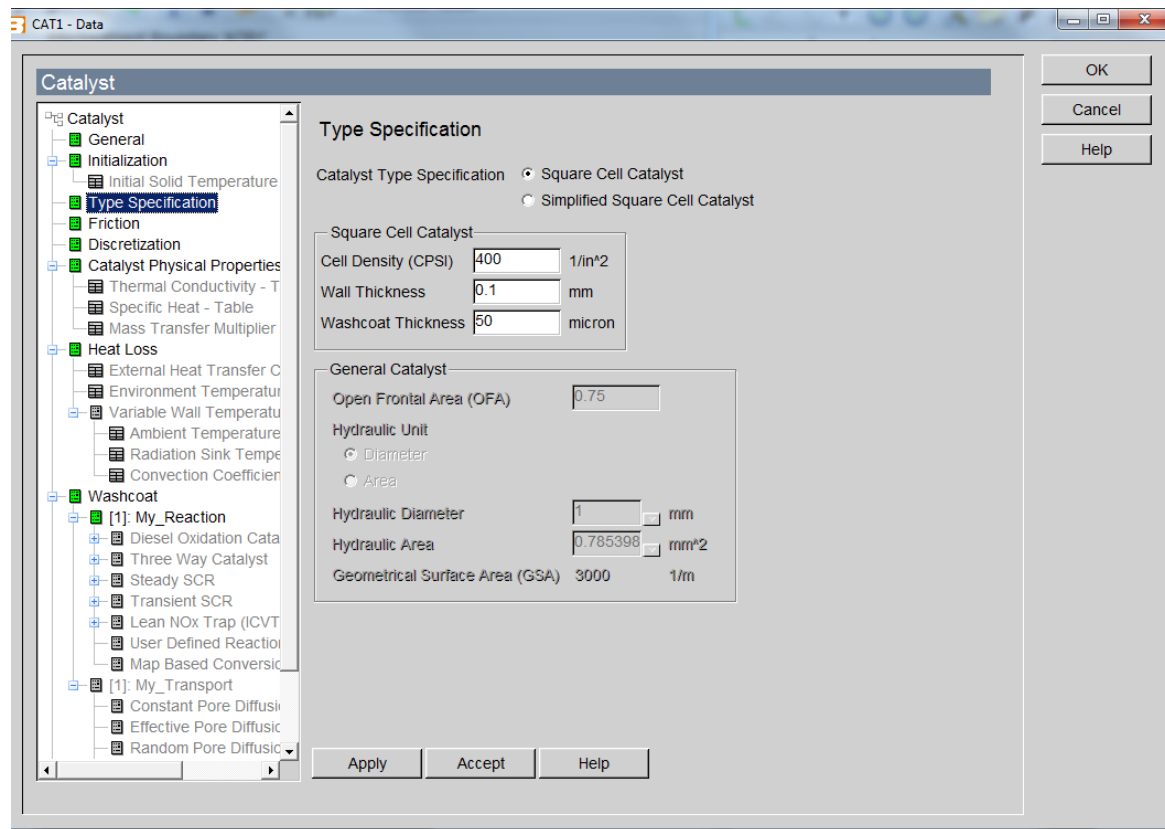 CAT1 - Data
OK
Cancel
Help
Catalyst
Catalyst
General
Initialization
Initial Solid Temperature
Type Specification
Friction
Discretization
Catalyst Physical Properties
Thermal Conductivity - T
Specific Heat - Table
Mass Transfer Multiplier
Heat Loss
External Heat Transfer C
Environment Temperatur
Variable Wall Temperatu
Ambient Temperature
Radiation Sink Tempe
Convection Coefficien
Washcoat
[1]: My_Reaction
Diesel Oxidation Cata
Three Way Catalyst
Steady SCR
Transient SCR
Lean NOx Trap (ICVT
User Defined Reaction
Map Based Conversic
[1]: My_Transport
Constant Pore Diffusi
Effective Pore Diffusic
Random Pore Diffusic
Type Specification
Catalyst Type Specification Square Cell Catalyst
Simplified Square Cell Catalyst
Square Cell Catalyst
Cell Density (CPSI) 400 1/in^2
Wall Thickness 0.1 mm
Washcoat Thickness 50 micron
General Catalyst
Open Frontal Area (OFA) 0.75
Hydraulic Unit
Diameter
Area
Hydraulic Diameter 1 mm
Hydraulic Area 0.785398 mm^2
Geometrical Surface Area (GSA) 3000 1/m
Apply Accept Help